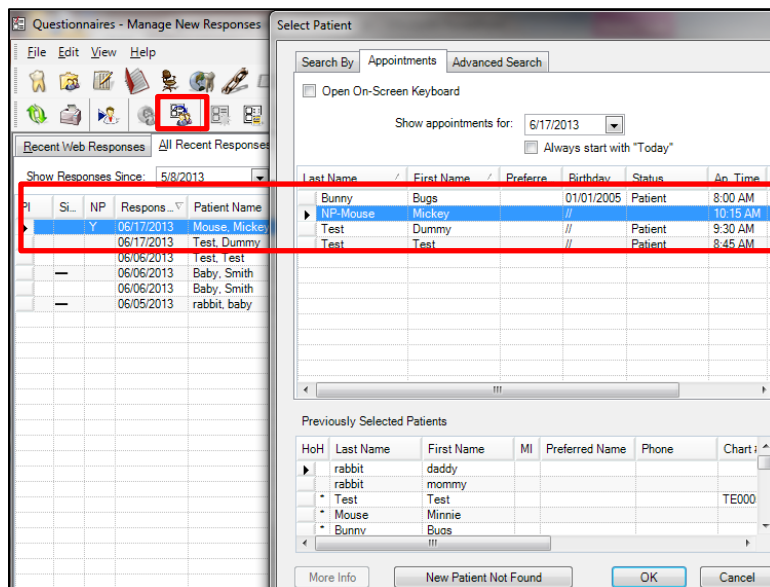 Questionnaires - Manage New Responses
File Edit View Help
Recent Web Responses All Recent Responses
Show Responses Since: 5/8/2013
Pl Si... NP Respons... Patient Name
Y 06/17/2013 Mouse, Mickey
06/17/2013 Test, Dummy
06/06/2013 Test, Test
06/06/2013 Baby, Smith
06/06/2013 Baby, Smith
06/05/2013 rabbit, baby
Select Patient
Search By Appointments Advanced Search
Open On-Screen Keyboard
Show appointments for: 6/17/2013
Always start with "Today"
Last Name First Name Preferre Birthday Status Ap. Time
Bunny Bugs 01/01/2005 Patient 8:00 AM
NP-Mouse Mickey // 10:15 AM
Test Dummy // Patient 9:30 AM
Test Test // Patient 8:45 AM
Previously Selected Patients
HoH Last Name First Name MI Preferred Name Phone Chart #
rabbit daddy
rabbit mommy
* Test Test TE000
* Mouse Minnie
* Bunny Bugs
More Info New Patient Not Found OK Cancel